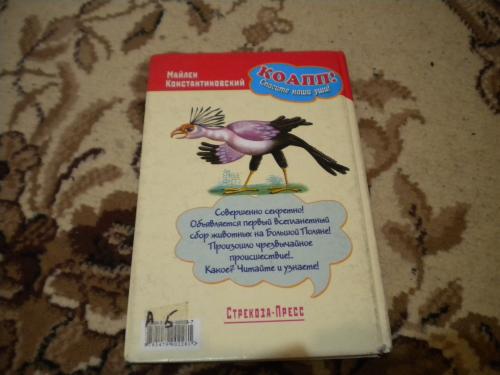 Майлен
Константиновский
КОАПП!
Спасите наши уши!
Совершенно секретно!
Объявляется первый всепланетный
сбор животных на Большой Поляне!
Произошло чрезвычайное
происшествие!..
Какое? Читайте и узнаете!
Стрекоза-Пресс
А 5